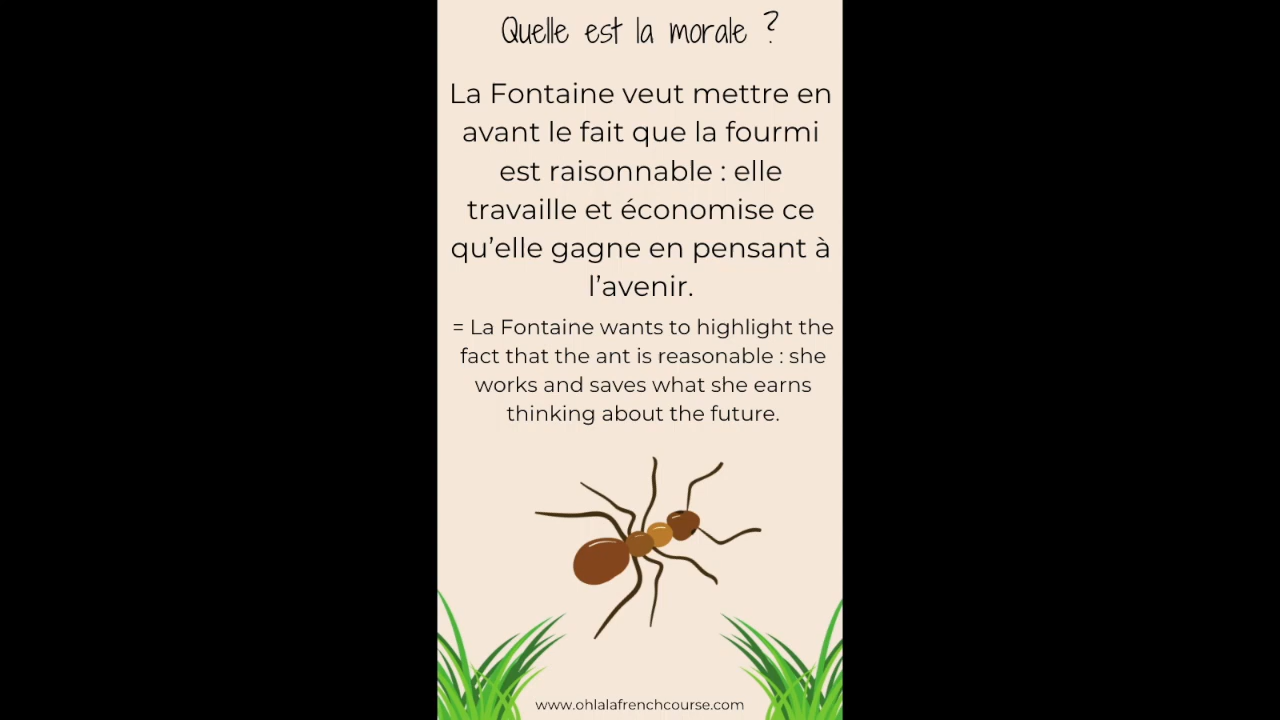 Quelle est la morale ?
La Fontaine veut mettre en
avant le fait que la fourmi
est raisonnable : elle
travaille et économise ce
qu’elle gagne en pensant à
l’avenir.
= La Fontaine wants to highlight the
fact that the ant is reasonable : she
works and saves what she earns
thinking about the future.
www.ohlalafrenchcourse.com